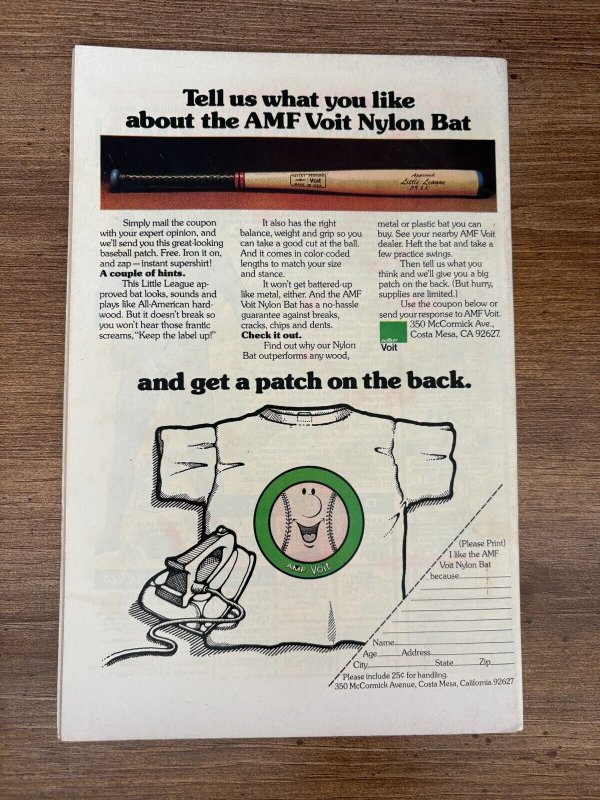 Tell us what you like
about the AMF Voit Nylon Bat
Voit
MADE IN U.S.A.
Approved
Little League
25 LL
Simply mail the coupon
with your expert opinion, and
we'll send you this great-looking
baseball patch. Free. Iron it on,
and zap—instant supershirt!
A couple of hints.
This Little League ap-
proved bat looks, sounds and
plays like All-American hard-
wood. But it doesn't break so
you won't hear those frantic
screams, "Keep the label up!"
It also has the right
balance, weight and grip so you
can take a good cut at the ball.
And it comes in color-coded
lengths to match your size
and stance.
It won't get battered-up
like metal, either. And the AMF
Voit Nylon Bat has a no-hassle
guarantee against breaks,
cracks, chips and dents.
Check it out.
Find out why our Nylon
Bat outperforms any wood,
metal or plastic bat you can
buy. See your nearby AMF Voit
dealer. Heft the bat and take a
few practice swings.
Then tell us what you
think and we'll give you a big
patch on the back. (But hurry,
supplies are limited.)
Use the coupon below or
send your response to AMF Voit,
350 McCormick Ave.,
Costa Mesa, CA 92627.
AMF
Voit
and get a patch on the back.
AMF Voit
(Please Print)
I like the AMF
Voit Nylon Bat
because
Name
Age Address
City State Zip
Please include 25¢ for handling.
350 McCormick Avenue, Costa Mesa, California 92627